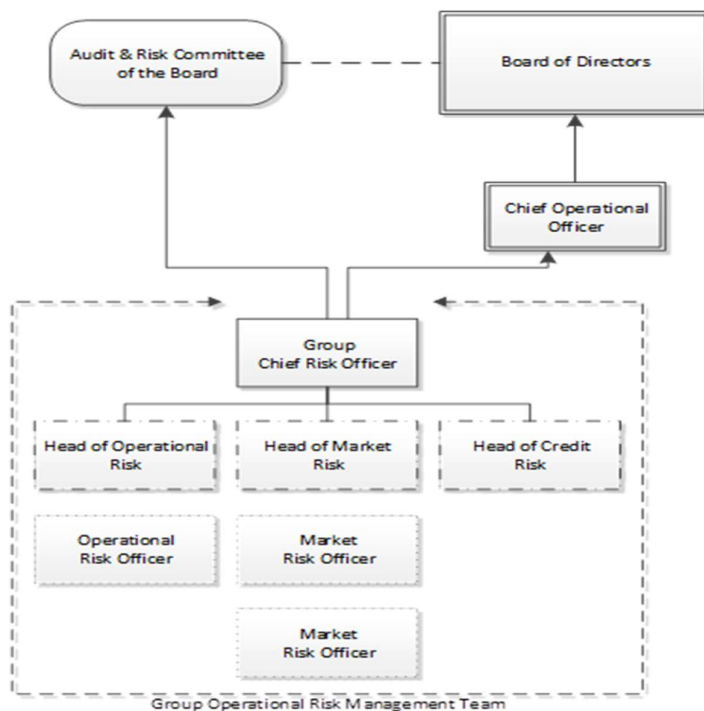 Audit & Risk Committee
of the Board
Board of Directors
Chief Operational
Officer
Group
Chief Risk Officer
Head of Operational
Risk
Head of Market
Risk
Head of Credit
Risk
Operational
Risk Officer
Market
Risk Officer
Market
Risk Officer
Group Operational Risk Management Team